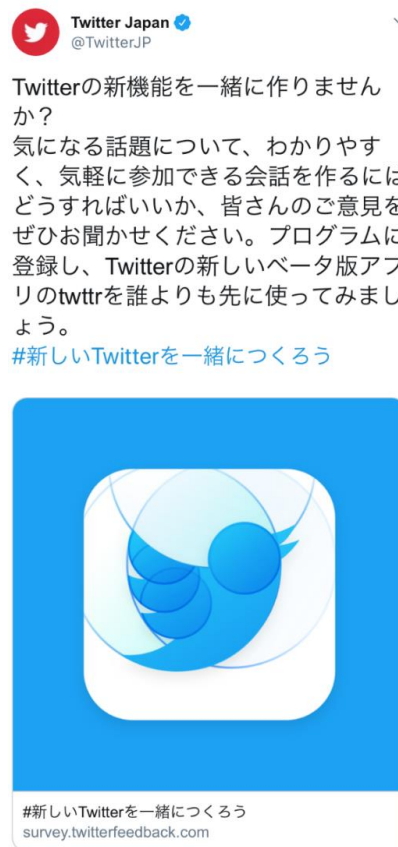 Twitter Japan
@TwitterJP
Twitterの新機能を一緒に作りません
か？
気になる話題について、わかりやす
く、気軽に参加できる会話を作るには
どうすればいいか、皆さんのご意見を
ぜひお聞かせください。プログラムに
登録し、Twitterの新しいベータ版アプ
リのtwttrを誰よりも先に使ってみまし
ょう。
#新しいTwitterを一緒につくろう
#新しいTwitterを一緒につくろう
survey.twitterfeedback.com